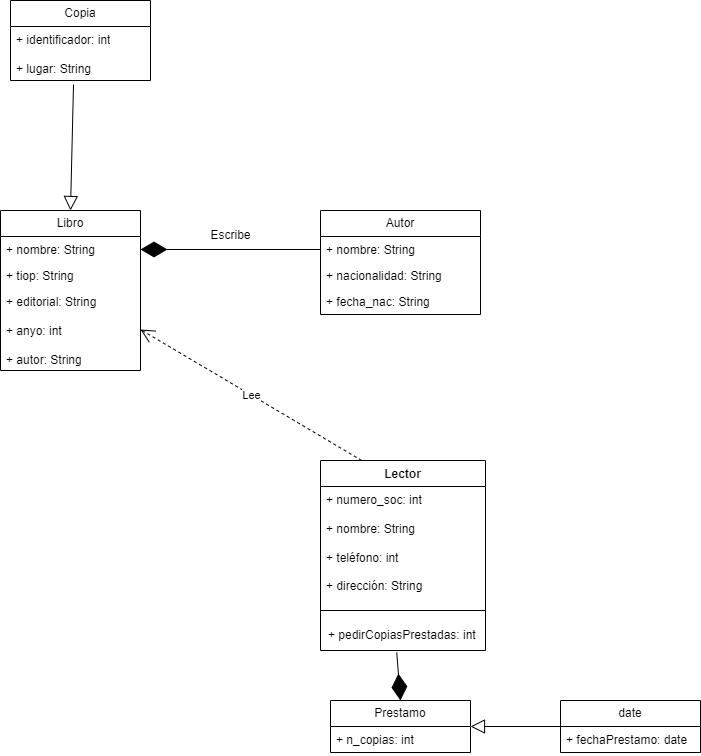 Copia
+ identificador: int
+ lugar: String
Libro
+ nombre: String
+ tiop: String
+ editorial: String
+ anyo: int
+ autor: String
Escribe
Autor
+ nombre: String
+ nacionalidad: String
+ fecha_nac: String
Lee
Lector
+ numero_soc: int
+ nombre: String
+ teléfono: int
+ dirección: String
+ pedirCopiasPrestadas: int
Prestamo
+ n_copias: int
date
+ fechaPrestamo: date